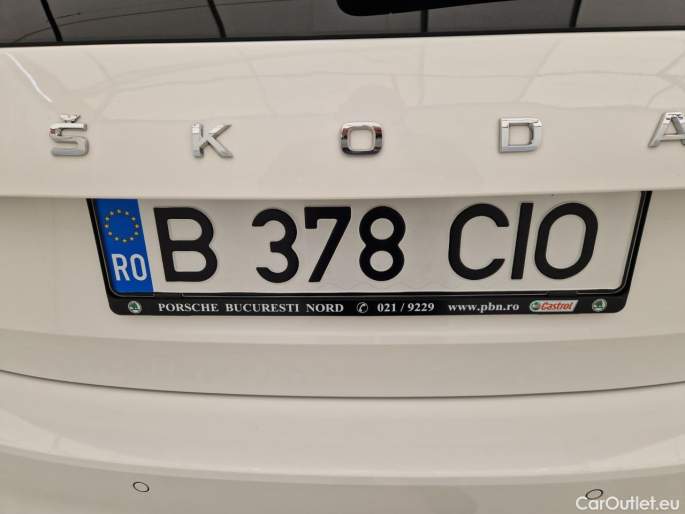 ŠKODA
RO B 378 CIO
PORSCHE BUCURESTI NORD ✆ 021 / 9229 www.pbn.ro Castrol
CarOutlet.eu